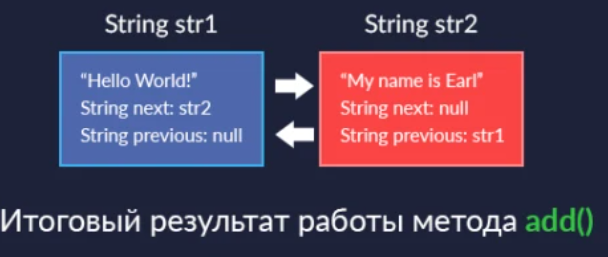 String str1
String str2
“Hello World!”
String next: str2
String previous: null
“My name is Earl”
String next: null
String previous: str1
Итоговый результат работы метода add()